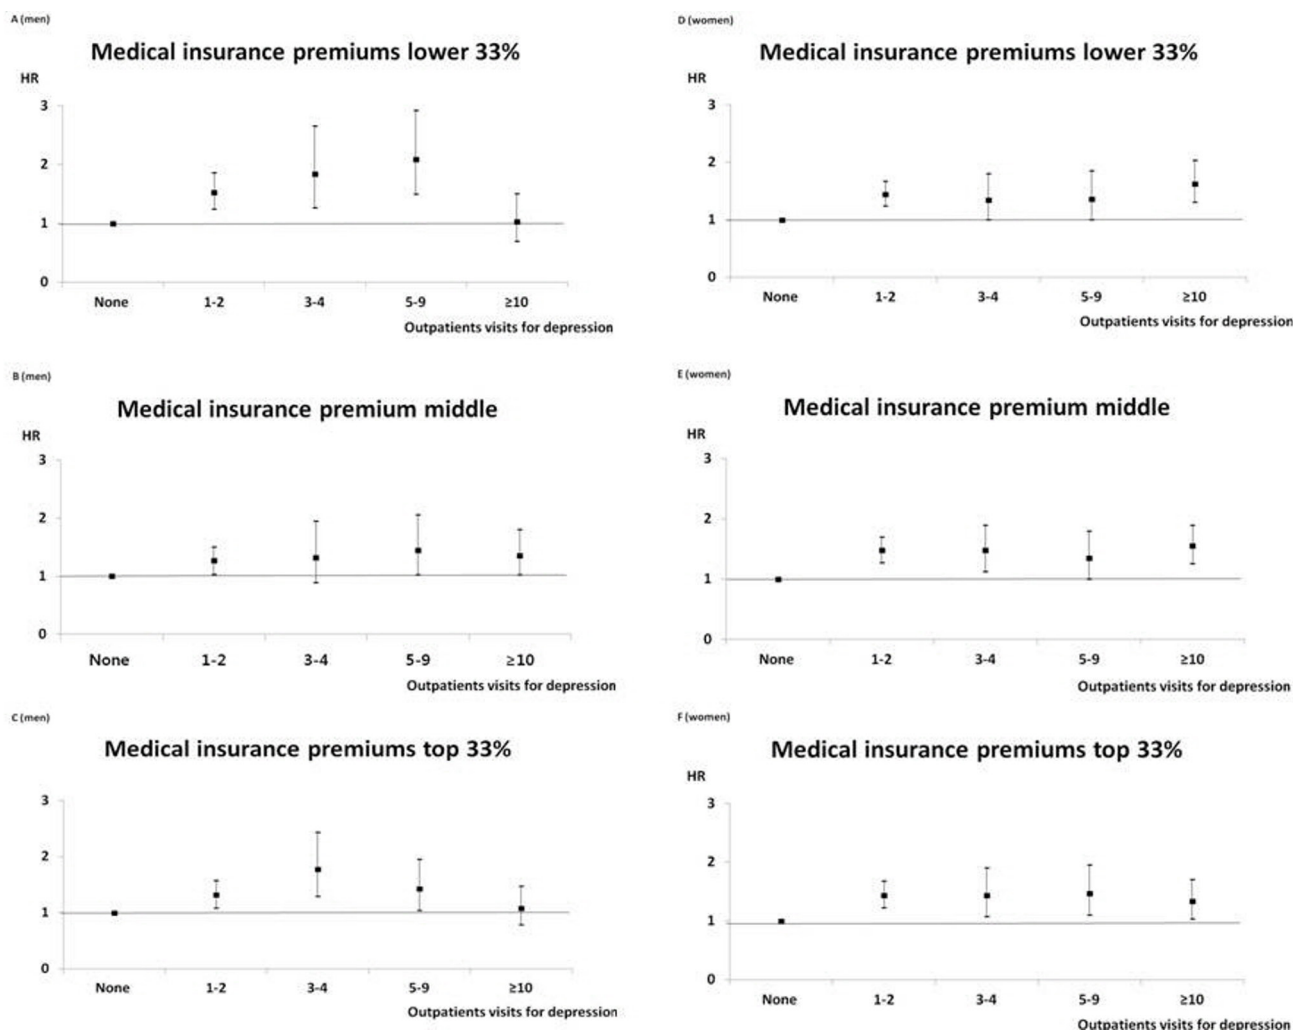 A (men)
Medical insurance premiums lower 33%
HR
3
2
1
0
None 1-2 3-4 5-9 ≥10
Outpatients visits for depression
D (women)
Medical insurance premiums lower 33%
HR
3
2
1
0
None 1-2 3-4 5-9 ≥10
Outpatients visits for depression
B (men)
Medical insurance premium middle
HR
3
2
1
0
None 1-2 3-4 5-9 ≥10
Outpatients visits for depression
E (women)
Medical insurance premium middle
HR
3
2
1
0
None 1-2 3-4 5-9 ≥10
Outpatients visits for depression
C (men)
Medical insurance premiums top 33%
3
2
1
0
None 1-2 3-4 5-9 ≥10
Outpatients visits for depression
F (women)
Medical insurance premiums top 33%
HR
3
2
1
0
None 1-2 3-4 5-9 ≥10
Outpatients visits for depression